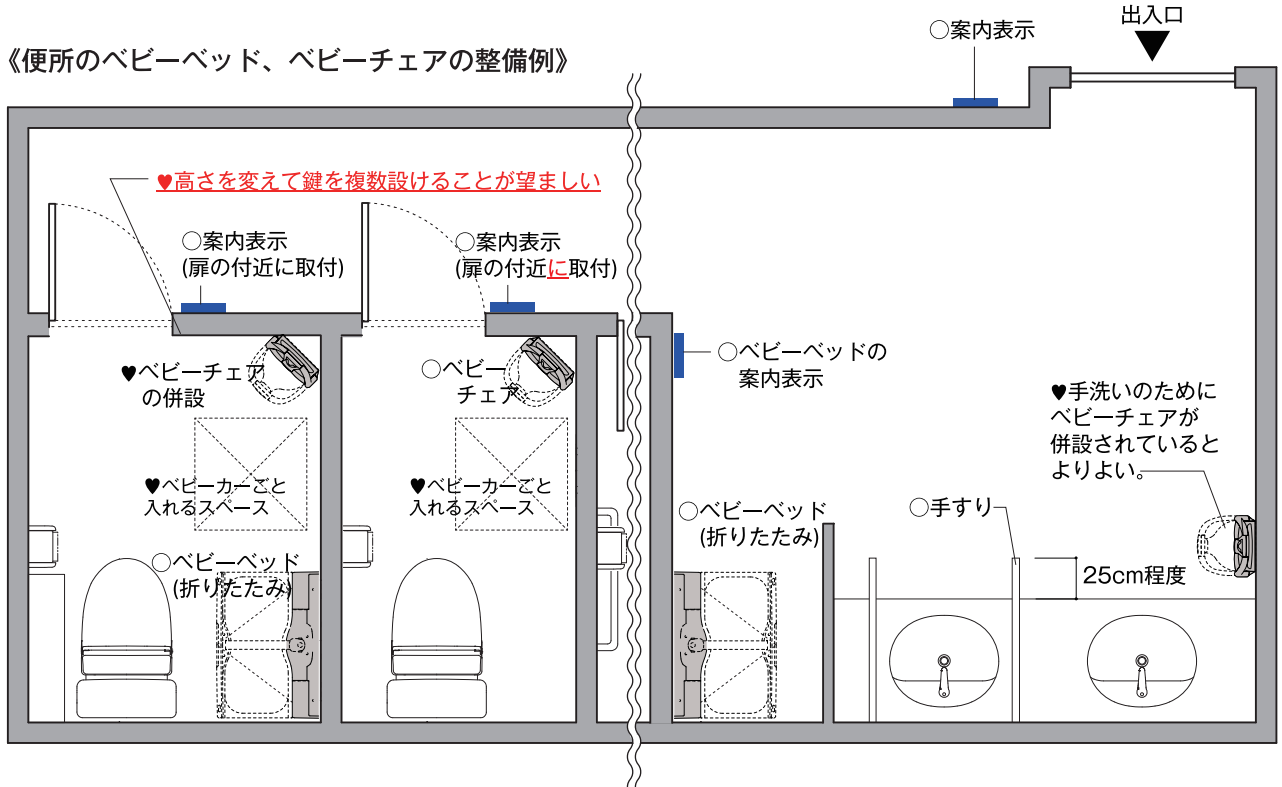 《便所のベビーベッド、ベビーチェアの整備例》
出入口
○案内表示
♥高さを変えて鍵を複数設けることが望ましい
○案内表示
(扉の付近に取付)
○案内表示
(扉の付近に取付)
○ベビーベッドの
案内表示
♥ベビーチェア
の併設
○ベビー
チェア
♥手洗いのために
ベビーチェアが
併設されていると
よりよい。
♥ベビーカーごと
入れるスペース
♥ベビーカーごと
入れるスペース
○ベビーベッド
(折りたたみ)
○手すり
○ベビーベッド
(折りたたみ)
25cm程度